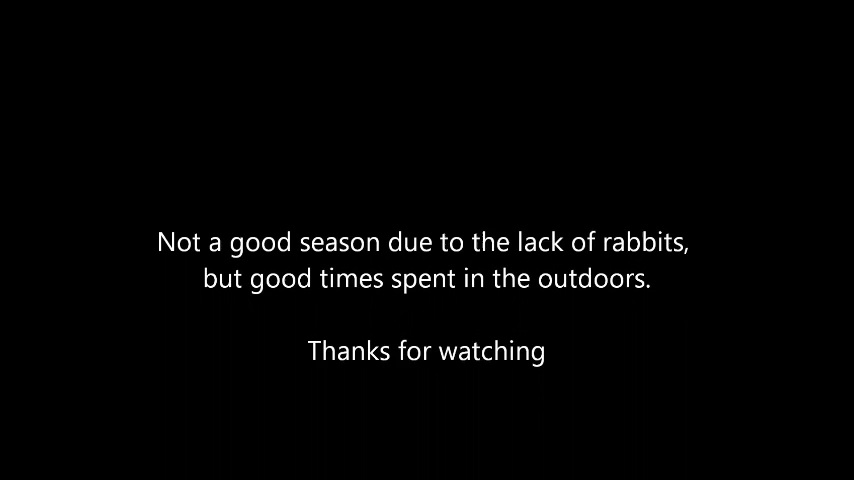 Not a good season due to the lack of rabbits,
but good times spent in the outdoors.
Thanks for watching